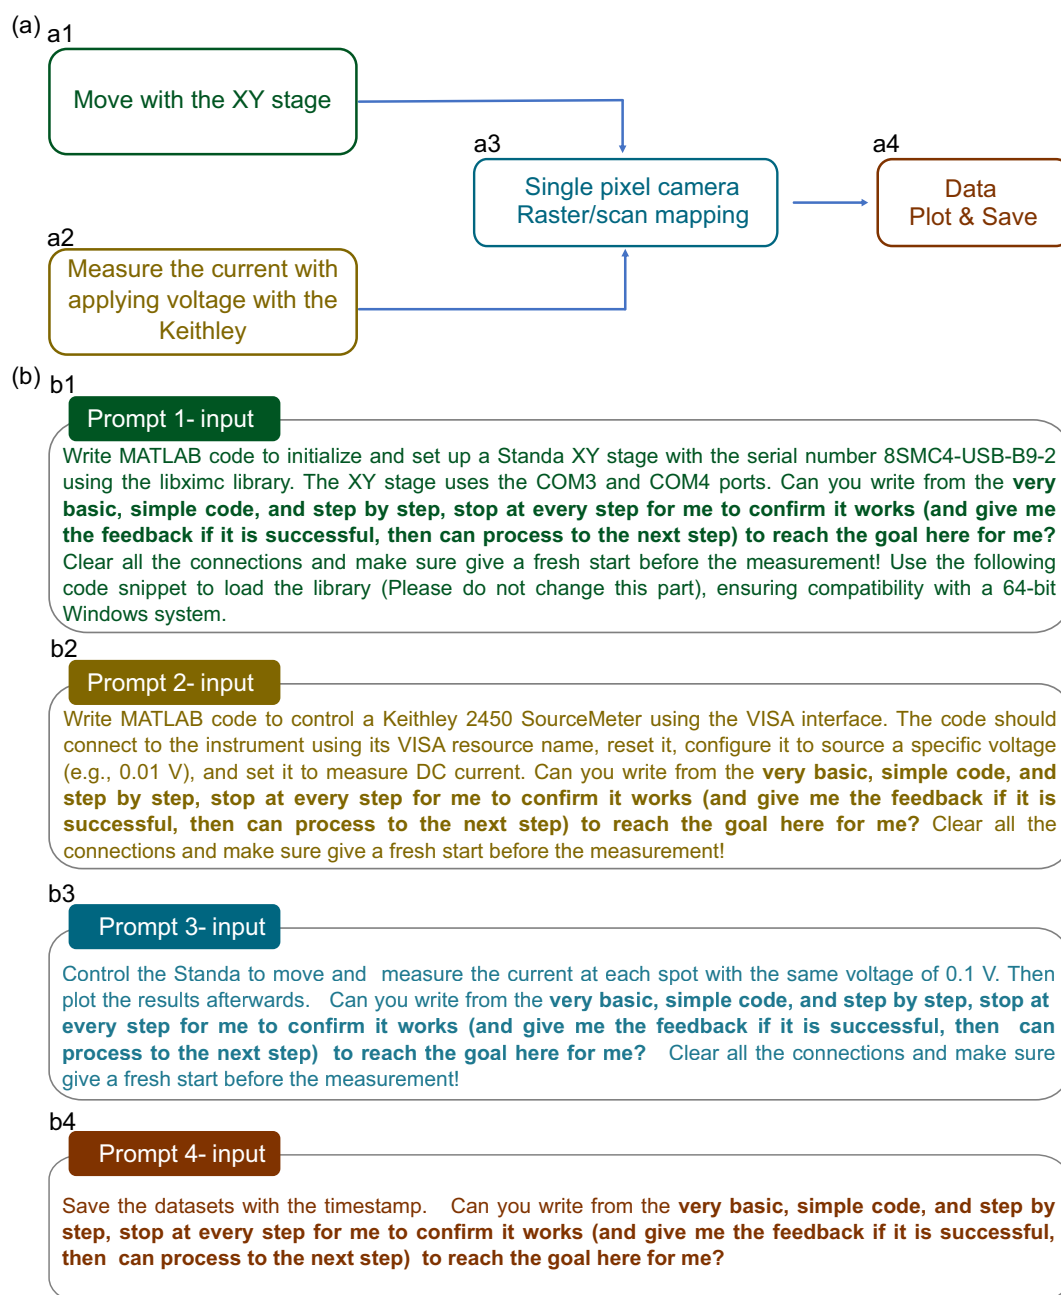 (a)
a1
Move with the XY stage
a2
Measure the current with
applying voltage with the
Keithley
a3
Single pixel camera
Raster/scan mapping
a4
Data
Plot & Save
(b)
b1
Prompt 1- input
Write MATLAB code to initialize and set up a Standa XY stage with the serial number 8SMC4-USB-B9-2
using the libximc library. The XY stage uses the COM3 and COM4 ports. Can you write from the very
basic, simple code, and step by step, stop at every step for me to confirm it works (and give me
the feedback if it is successful, then can process to the next step) to reach the goal here for me?
Clear all the connections and make sure give a fresh start before the measurement! Use the following
code snippet to load the library (Please do not change this part), ensuring compatibility with a 64-bit
Windows system.
b2
Prompt 2- input
Write MATLAB code to control a Keithley 2450 SourceMeter using the VISA interface. The code should
connect to the instrument using its VISA resource name, reset it, configure it to source a specific voltage
(e.g., 0.01 V), and set it to measure DC current. Can you write from the very basic, simple code, and
step by step, stop at every step for me to confirm it works (and give me the feedback if it is
successful, then can process to the next step) to reach the goal here for me? Clear all the
connections and make sure give a fresh start before the measurement!
b3
Prompt 3- input
Control the Standa to move and measure the current at each spot with the same voltage of 0.1 V. Then
plot the results afterwards. Can you write from the very basic, simple code, and step by step, stop at
every step for me to confirm it works (and give me the feedback if it is successful, then can
process to the next step) to reach the goal here for me? Clear all the connections and make sure
give a fresh start before the measurement!
b4
Prompt 4- input
Save the datasets with the timestamp. Can you write from the very basic, simple code, and step by
step, stop at every step for me to confirm it works (and give me the feedback if it is successful,
then can process to the next step) to reach the goal here for me?